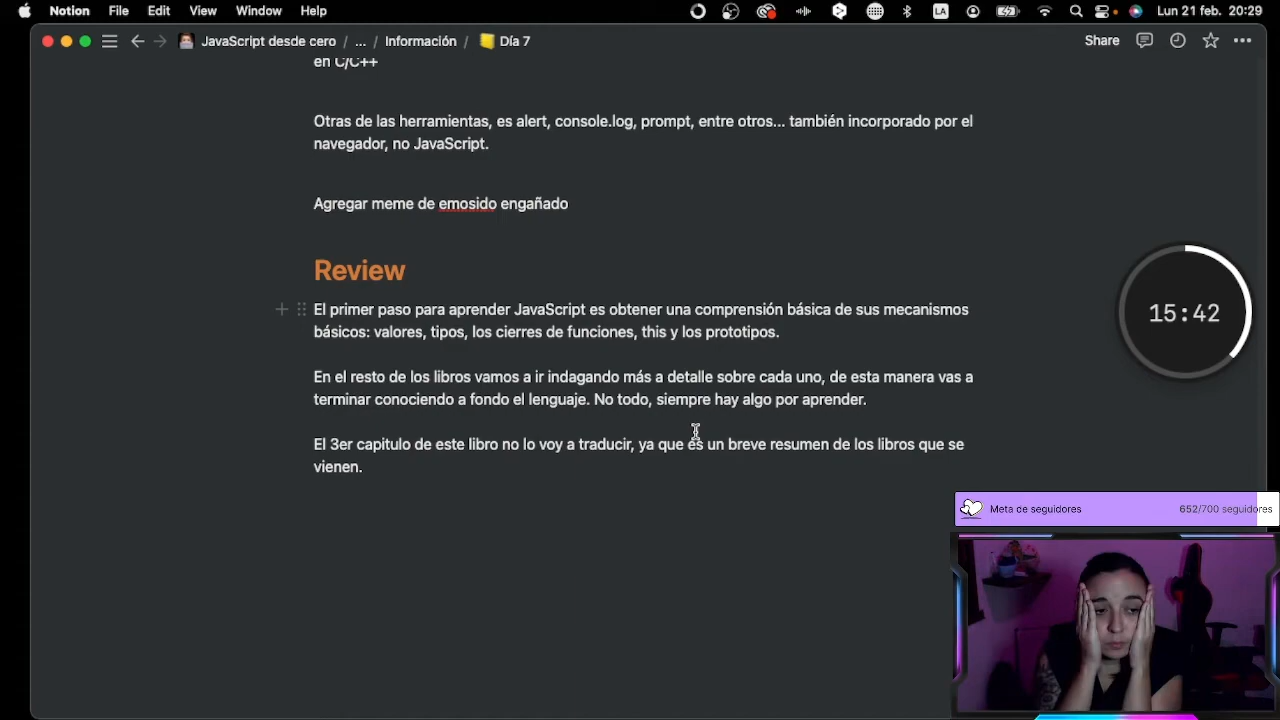 Notion File Edit View Window Help LA Lun 21 feb. 20:29
JavaScript desde cero / ... / Información / Día 7 Share
en C/C++
Otras de las herramientas, es alert, console.log, prompt, entre otros... también incorporado por el
navegador, no JavaScript.
Agregar meme de emosido engañado
Review
El primer paso para aprender JavaScript es obtener una comprensión básica de sus mecanismos
básicos: valores, tipos, los cierres de funciones, this y los prototipos.
15:42
En el resto de los libros vamos a ir indagando más a detalle sobre cada uno, de esta manera vas a
terminar conociendo a fondo el lenguaje. No todo, siempre hay algo por aprender.
El 3er capitulo de este libro no lo voy a traducir, ya que es un breve resumen de los libros que se
vienen.
Meta de seguidores 652/700 seguidores